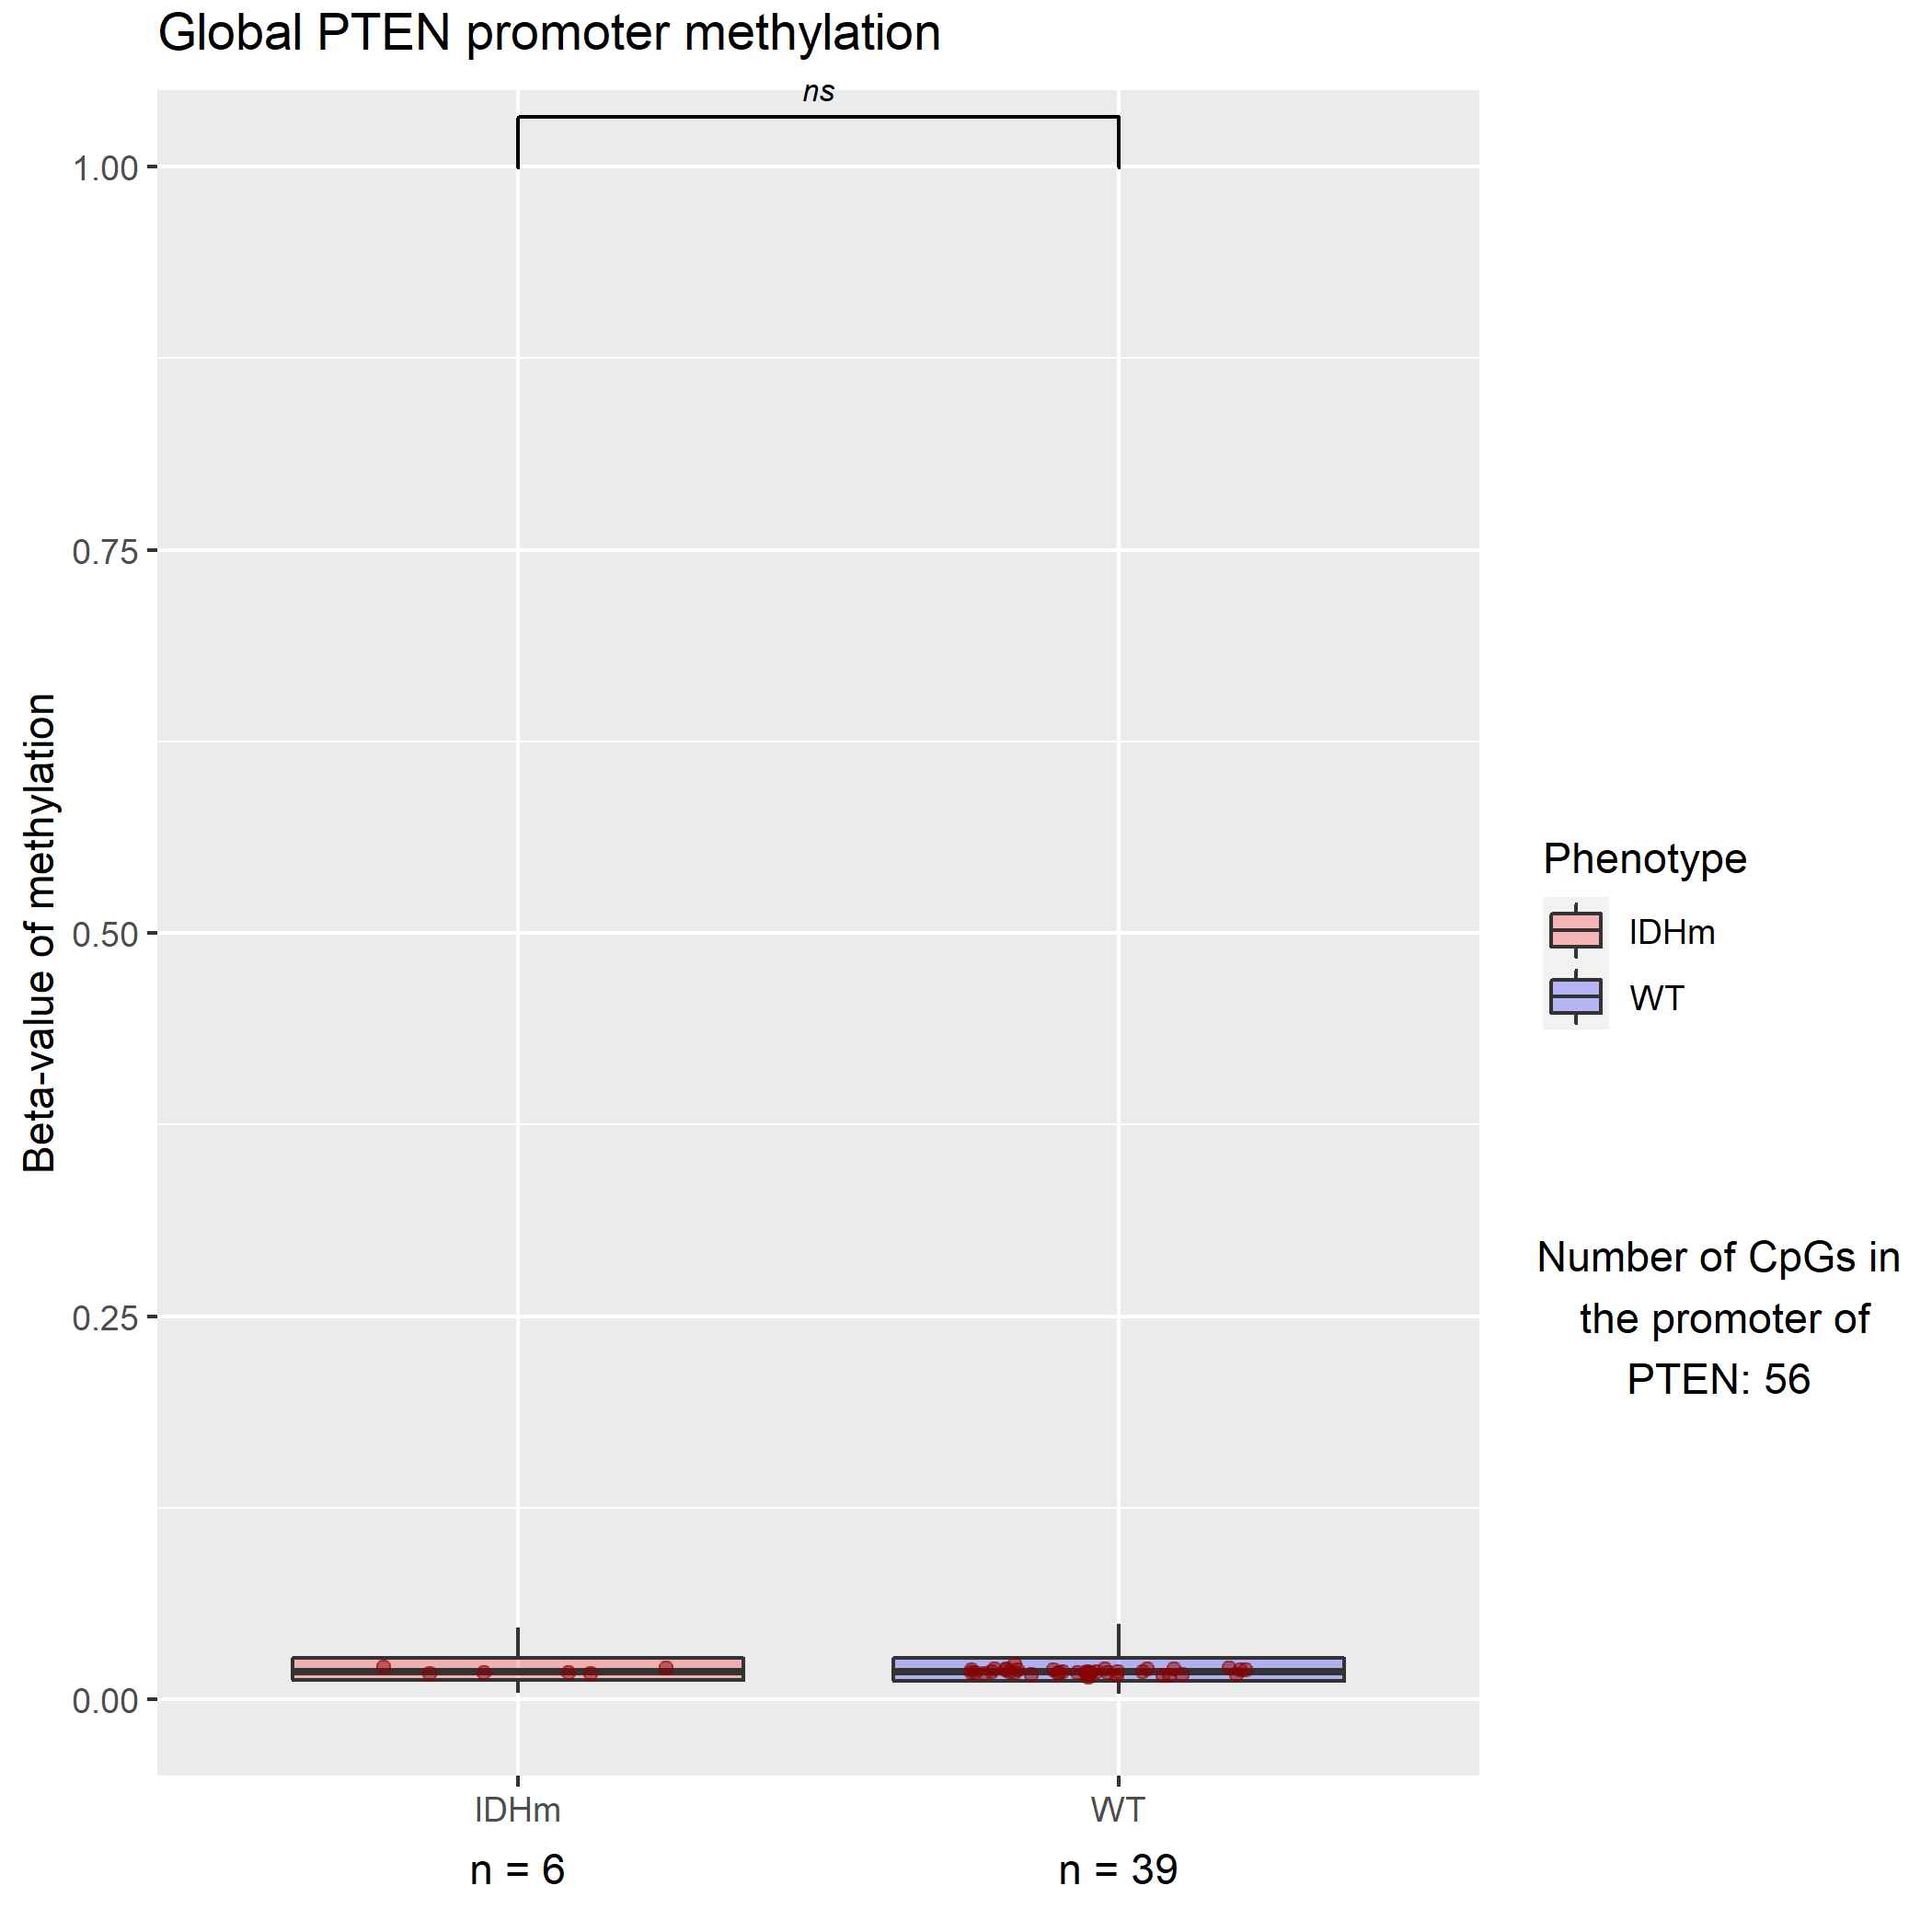 Global PTEN promoter methylation
ns
1.00
0.75
0.50
0.25
0.00
Beta-value of methylation
IDHm
WT
n = 6
n = 39
Phenotype
IDHm
WT
Number of CpGs in
the promoter of
PTEN: 56